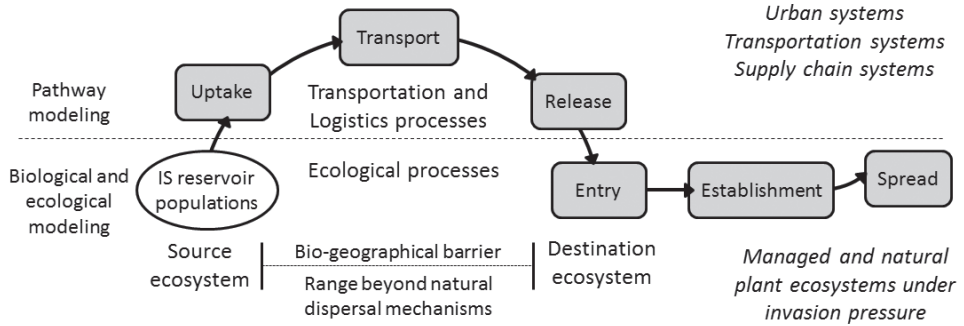 Urban systems
Transportation systems
Supply chain systems
Transport
Pathway
modeling
Uptake
Transportation and
Logistics processes
Release
Biological and
ecological
modeling
IS reservoir
populations
Ecological processes
Entry
Establishment
Spread
Source
ecosystem
Bio-geographical barrier
Range beyond natural
dispersal mechanisms
Destination
ecosystem
Managed and natural
plant ecosystems under
invasion pressure